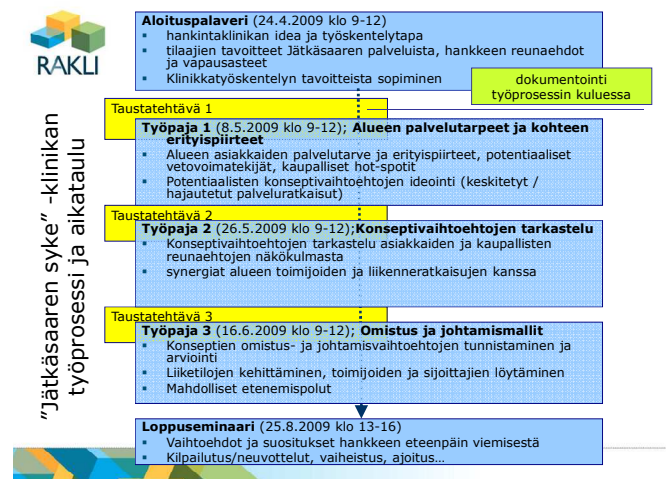 RAKLI
"Jätkäsaaren syke" -klinikan
työprosessi ja aikataulu
Aloituspalaveri (24.4.2009 klo 9-12)
▪ hankintaklinikan idea ja työskentelytapa
▪ tilaajien tavoitteet Jätkäsaaren palveluista, hankkeen reunaehdot
ja vapausasteet
▪ Klinikkatyöskentelyn tavoitteista sopiminen
dokumentointi
työprosessin kuluessa
Taustatehtävä 1
Työpaja 1 (8.5.2009 klo 9-12); Alueen palvelutarpeet ja kohteen
erityispiirteet
▪ Alueen asiakkaiden palvelutarve ja erityispiirteet, potentiaaliset
vetovoimatekijät, kaupalliset hot-spotit
▪ Potentiaalisten konseptivaihtoehtojen ideointi (keskitetyt /
hajautetut palveluratkaisut)
Taustatehtävä 2
Työpaja 2 (26.5.2009 klo 9-12);Konseptivaihtoehtojen tarkastelu
▪ Konseptivaihtoehtojen tarkastelu asiakkaiden ja kaupallisten
reunaehtojen näkökulmasta
▪ synergiat alueen toimijoiden ja liikenneratkaisujen kanssa
Taustatehtävä 3
Työpaja 3 (16.6.2009 klo 9-12); Omistus ja johtamismallit
▪ Konseptien omistus- ja johtamisvaihtoehtojen tunnistaminen ja
arviointi
▪ Liiketilojen kehittäminen, toimijoiden ja sijoittajien löytäminen
▪ Mahdolliset etenemispolut
Loppuseminaari (25.8.2009 klo 13-16)
▪ Vaihtoehdot ja suositukset hankkeen eteenpäin viemisestä
▪ Kilpailutus/neuvottelut, vaiheistus, ajoitus…